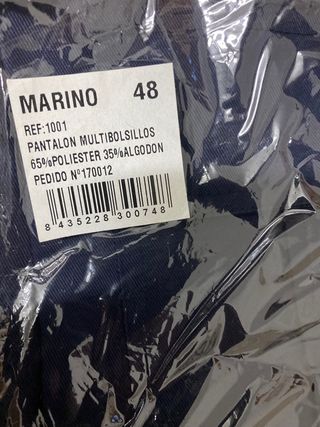 MARINO 48
REF:1001
PANTALON MULTIBOLSILLOS
65%POLIESTER 35%ALGODON
PEDIDO Nº170012
8 435228 300748